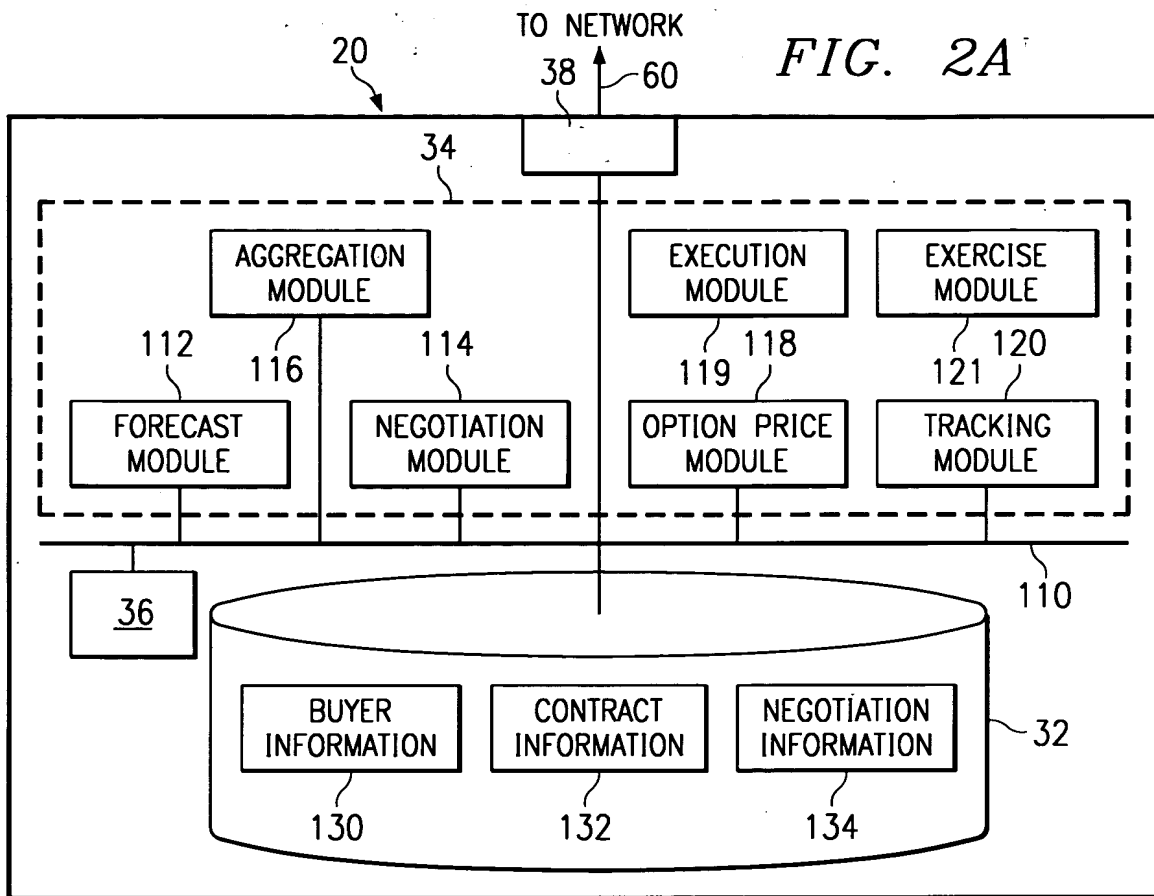 TO NETWORK
FIG. 2A
20
38
60
34
AGGREGATION
MODULE
EXECUTION
MODULE
EXERCISE
MODULE
112
116
114
119
118
121
120
FORECAST
MODULE
NEGOTIATION
MODULE
OPTION PRICE
MODULE
TRACKING
MODULE
36
110
BUYER
INFORMATION
CONTRACT
INFORMATION
NEGOTIATION
INFORMATION
32
130
132
134